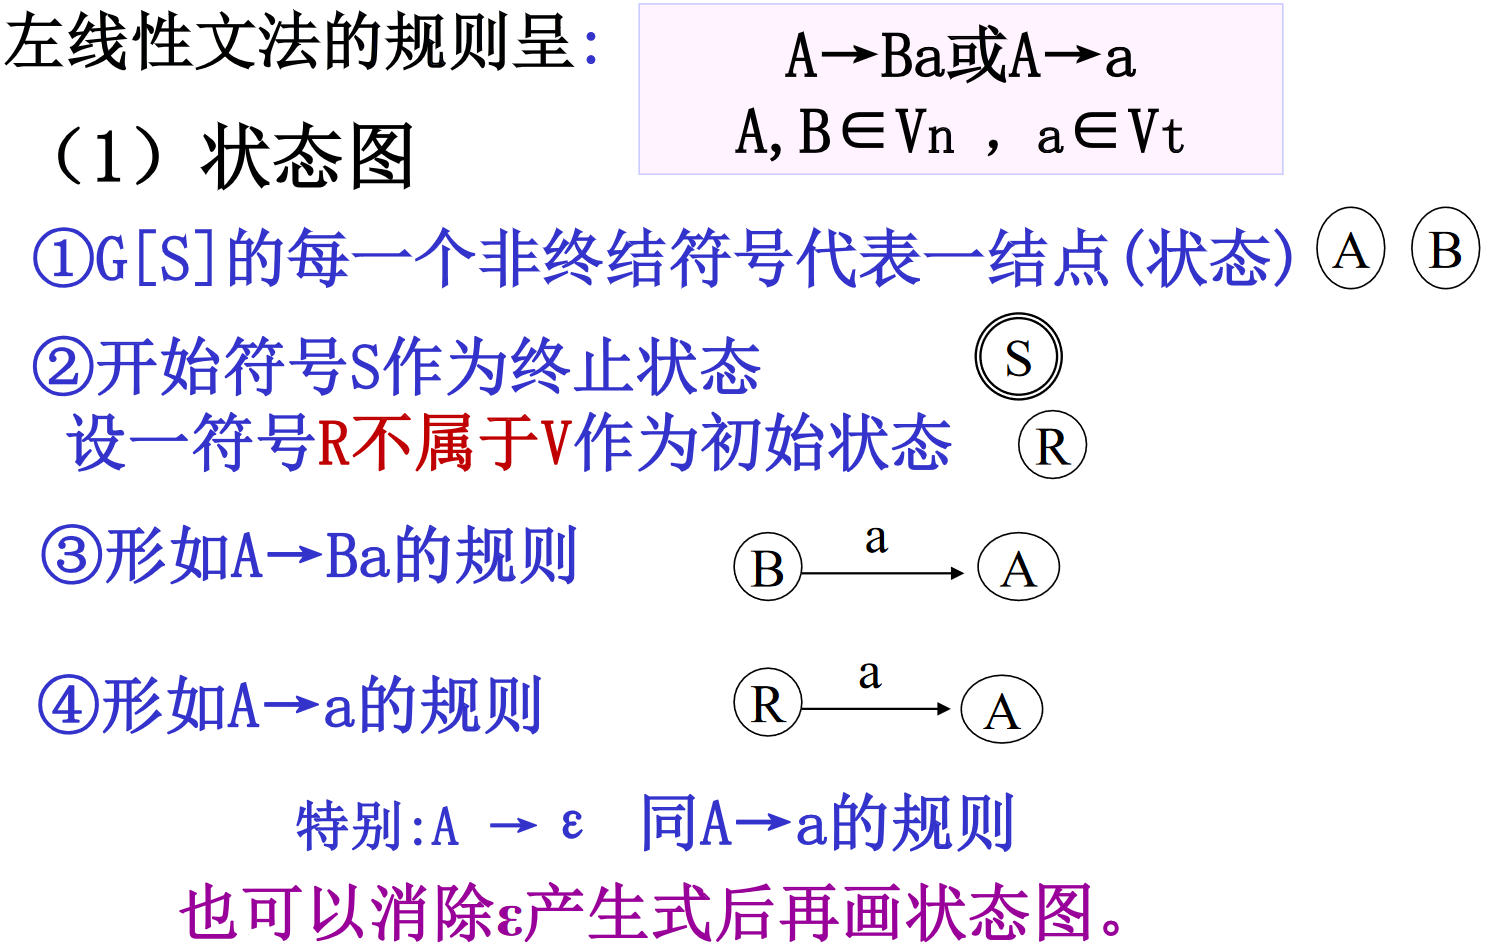 左线性文法的规则呈:
A→Ba或A→a
A,B∈Vn ，a∈Vt
（1）状态图
①G[S]的每一个非终结符号代表一结点(状态) A B
②开始符号S作为终止状态 S
设一符号R不属于V作为初始状态 R
③形如A→Ba的规则 B a A
④形如A→a的规则 R a A
特别:A → ε 同A→a的规则
也可以消除ε产生式后再画状态图。